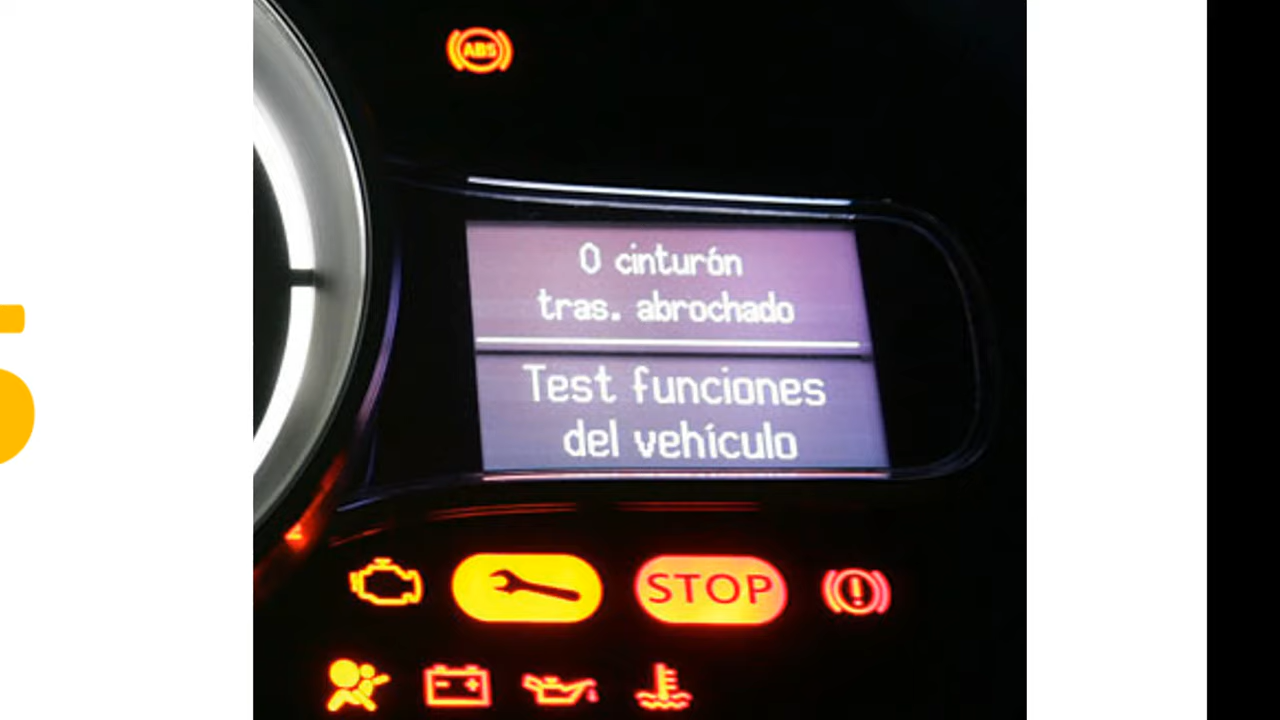 ABS
0 cinturón
tras. abrochado
Test funciones
del vehículo
STOP